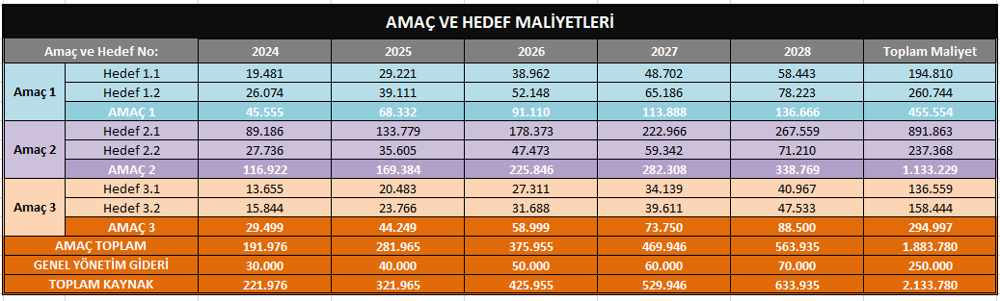 AMAÇ VE HEDEF MALİYETLERİ
Amaç ve Hedef No: 2024 2025 2026 2027 2028 Toplam Maliyet
Amaç 1
Hedef 1.1 19.481 29.221 38.962 48.702 58.443 194.810
Hedef 1.2 26.074 39.111 52.148 65.186 78.223 260.744
AMAÇ 1 45.555 68.332 91.110 113.888 136.666 455.554
Amaç 2
Hedef 2.1 89.186 133.779 178.373 222.966 267.559 891.863
Hedef 2.2 27.736 35.605 47.473 59.342 71.210 237.368
AMAÇ 2 116.922 169.384 225.846 282.308 338.769 1.133.229
Amaç 3
Hedef 3.1 13.655 20.483 27.311 34.139 40.967 136.559
Hedef 3.2 15.844 23.766 31.688 39.611 47.533 158.444
AMAÇ 3 29.499 44.249 58.999 73.750 88.500 294.997
AMAÇ TOPLAM 191.976 281.965 375.955 469.946 563.935 1.883.780
GENEL YÖNETİM GİDERİ 30.000 40.000 50.000 60.000 70.000 250.000
TOPLAM KAYNAK 221.976 321.965 425.955 529.946 633.935 2.133.780